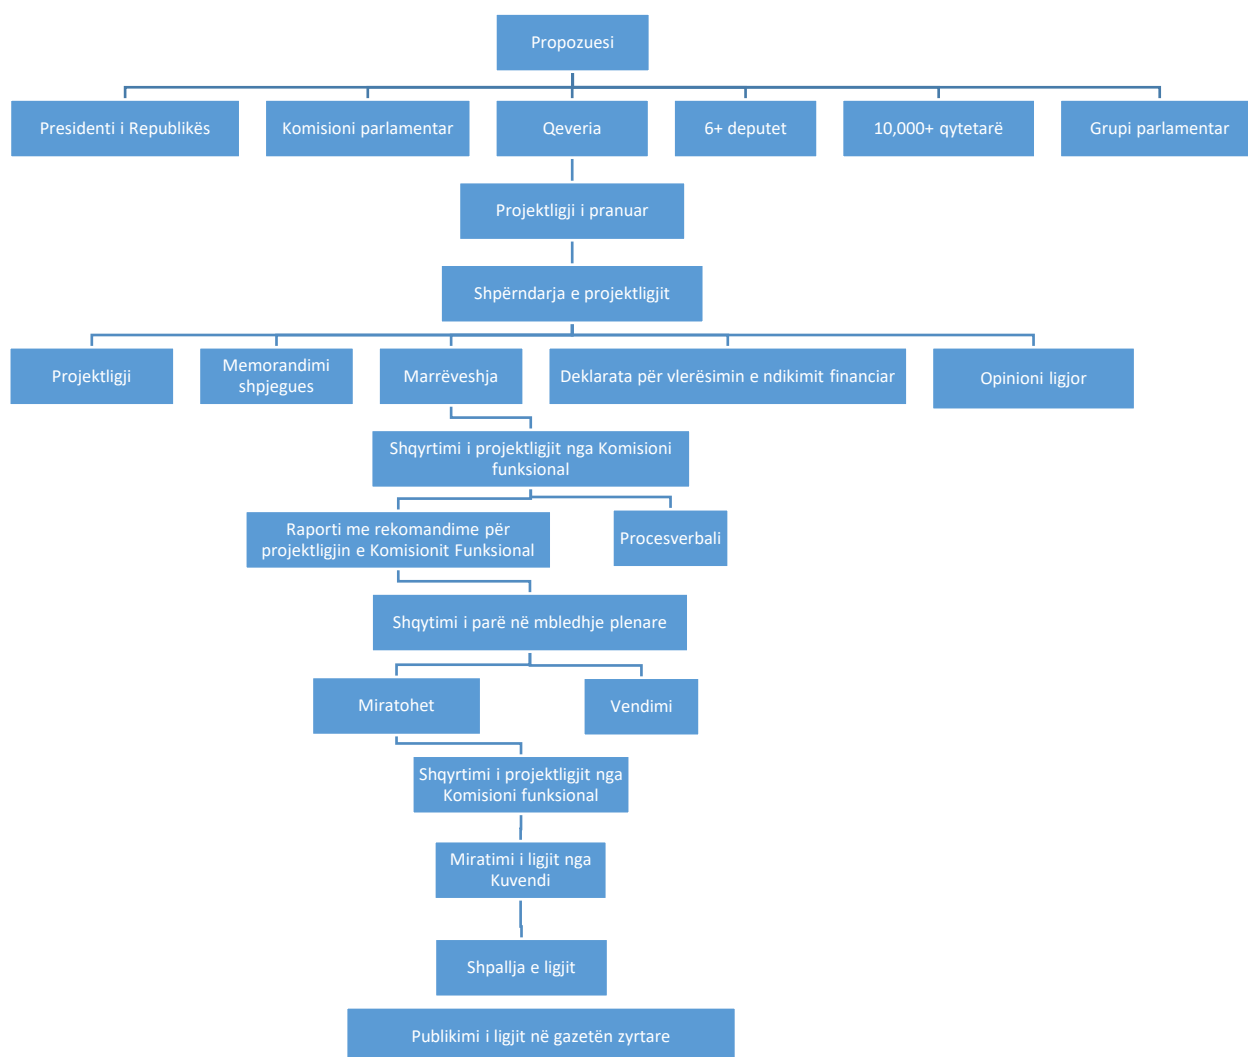 Propozuesi
Presidenti i Republikës
Komisioni parlamentar
Qeveria
6+ deputet
10,000+ qytetarë
Grupi parlamentar
Projektligji i pranuar
Shpërndarja e projektligjit
Projektligji
Memorandimi
shpjegues
Marrëveshja
Deklarata për vlerësimin e ndikimit financiar
Opinioni ligjor
Shqyrtimi i projektligjit nga Komisioni
funksional
Raporti me rekomandime për
projektligjin e Komisionit Funksional
Procesverbali
Shqytimi i parë në mbledhje plenare
Miratohet
Vendimi
Shqyrtimi i projektligjit nga
Komisioni funksional
Miratimi i ligjit nga
Kuvendi
Shpallja e ligjit
Publikimi i ligjit në gazetën zyrtare